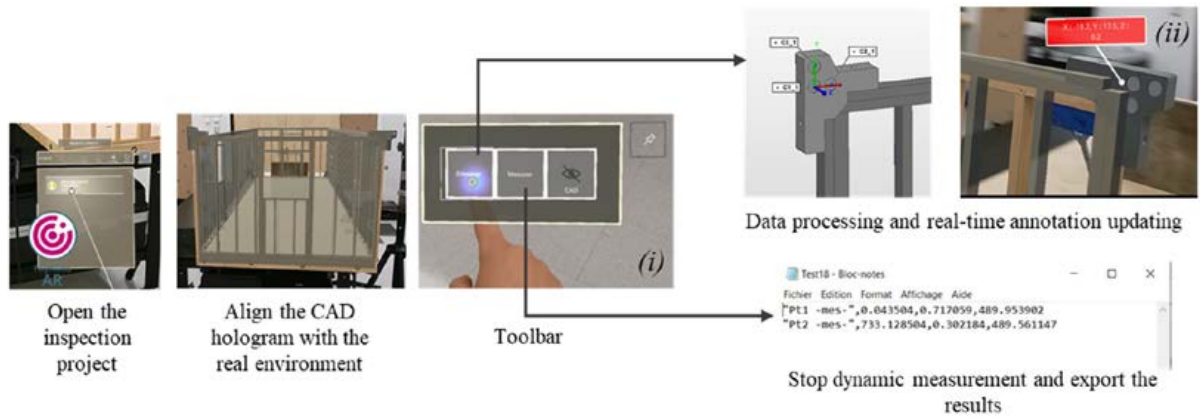 (ii)
(i)
CAD
AR
Open the
inspection
project
Align the CAD
hologram with the
real environment
Toolbar
Data processing and real-time annotation updating
Test18 - Bloc-notes
Fichier Edition Format Affichage Aide
"Pt1 -mes-",0.043504,0.717059,489.953902
"Pt2 -mes-",733.128504,0.302184,489.561147
Stop dynamic measurement and export the
results